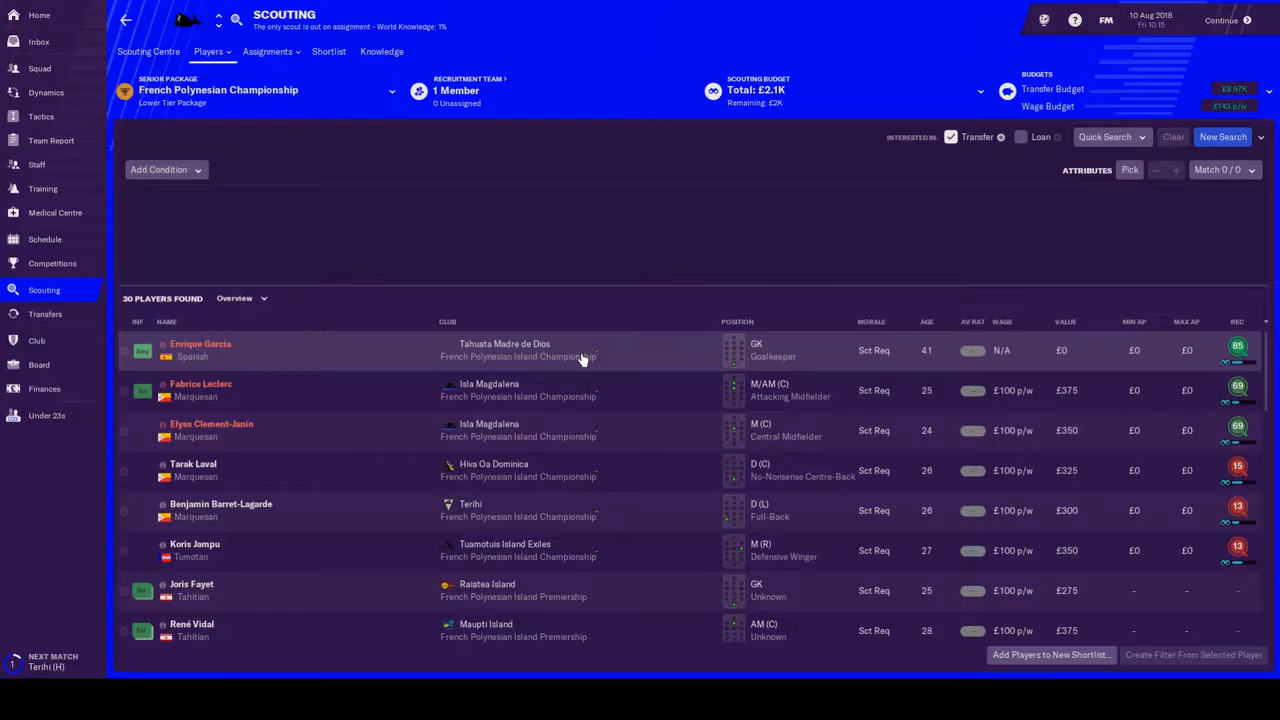 Home
Inbox
Squad
Dynamics
Tactics
Team Report
Staff
Training
Medical Centre
Schedule
Competitions
Scouting
Transfers
Club
Board
Finances
Under 23s
1 NEXT MATCH
Terihi (H)
SCOUTING
The only scout is out on assignment - World Knowledge: 1%
FM
10 Aug 2018
Fri 10:15
Continue
Scouting Centre Players Assignments Shortlist Knowledge
SENIOR PACKAGE
French Polynesian Championship
Lower Tier Package
RECRUITMENT TEAM >
1 Member
0 Unassigned
SCOUTING BUDGET
Total: £2.1K
Remaining: £2K
BUDGETS
Transfer Budget £9.97K
Wage Budget £143 p/w
INTERESTED IN: Transfer Loan Quick Search Clear New Search
Add Condition
ATTRIBUTES Pick Match 0 / 0
30 PLAYERS FOUND Overview
INF NAME CLUB POSITION MORALE AGE AV RAT WAGE VALUE MIN AP MAX AP REC
Ama Enrique García Tahuata Madre de Dios GK Sct Req 41 - N/A £0 £0 £0 85
Spanish French Polynesian Island Championship Goalkeeper
Fabrice Leclerc Isla Magdalena M/AM (C) Sct Req 25 - £100 p/w £375 £0 £0 69
Marquesan French Polynesian Island Championship Attacking Midfielder
Elyes Clement-Janin Isla Magdalena M (C) Sct Req 24 - £100 p/w £350 £0 £0 69
Marquesan French Polynesian Island Championship Central Midfielder
Tarak Laval Hiva Oa Dominica D (C) Sct Req 26 - £100 p/w £325 £0 £0 15
Marquesan French Polynesian Island Championship No-Nonsense Centre-Back
Benjamin Barret-Lagarde Terihi D (L) Sct Req 26 - £100 p/w £300 £0 £0 13
Marquesan French Polynesian Island Championship Full-Back
Koris Jampu Tuamotuis Island Exiles M (R) Sct Req 27 - £100 p/w £350 £0 £0 13
Tumotan French Polynesian Island Championship Defensive Winger
Joris Fayet Raiatea Island GK Sct Req 25 - £100 p/w £275 - - -
Tahitian French Polynesian Island Premiership Unknown
René Vidal Maupti Island AM (C) Sct Req 28 - £100 p/w £375 - - -
Tahitian French Polynesian Island Premiership Unknown
Add Players to New Shortlist... Create Filter From Selected Player